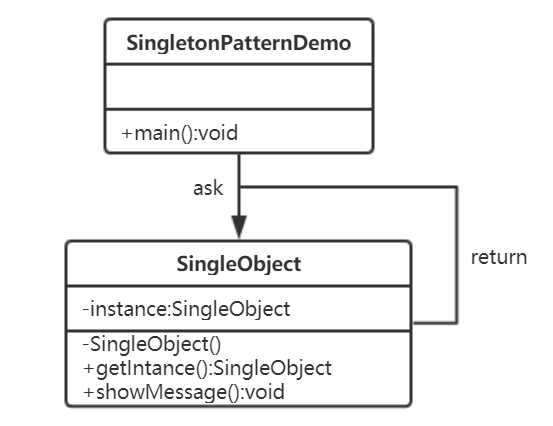 SingletonPatternDemo
+main():void
ask
return
SingleObject
-instance:SingleObject
-SingleObject()
+getIntance():SingleObject
+showMessage():void